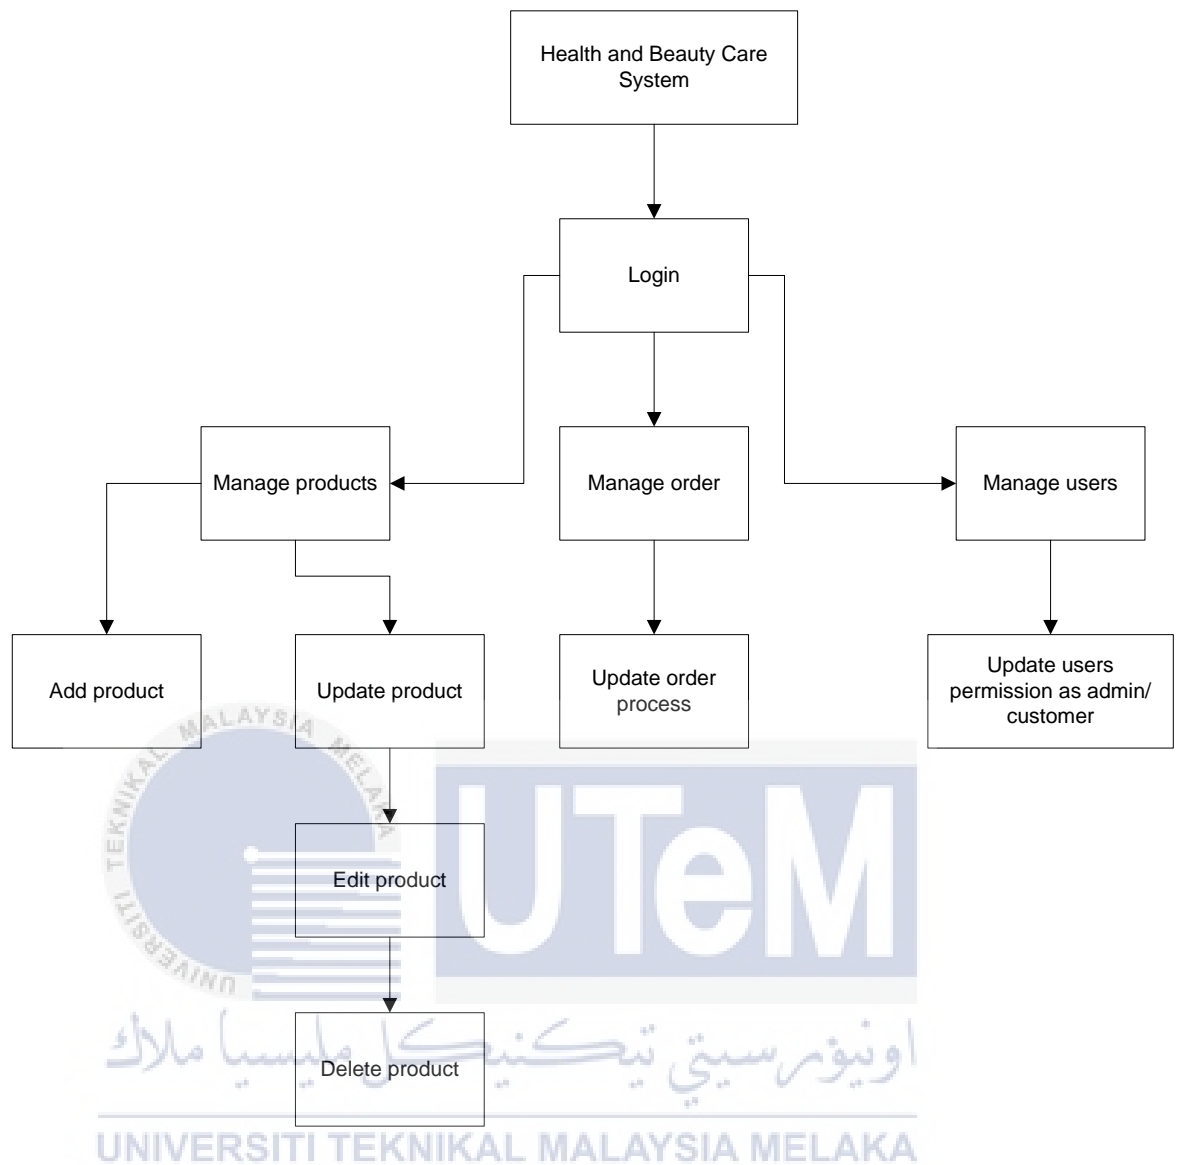 Health and Beauty Care
System
Login
Manage products
Manage order
Manage users
Add product
Update product
Update order
process
Update users
permission as admin/
customer
Edit product
Delete product
UNIVERSITI TEKNIKAL MALAYSIA MELAKA
UTeM
اونيۏرسيتي تيكنيكل مليسيا ملاك
UNIVERSITI TEKNIKAL MALAYSIA MELAKA